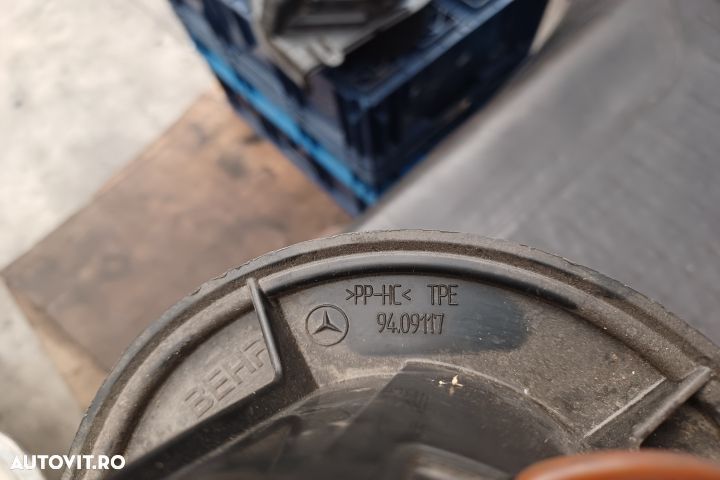 >PP-HC< TPE
94.09117
BEHR
AUTOVIT.RO